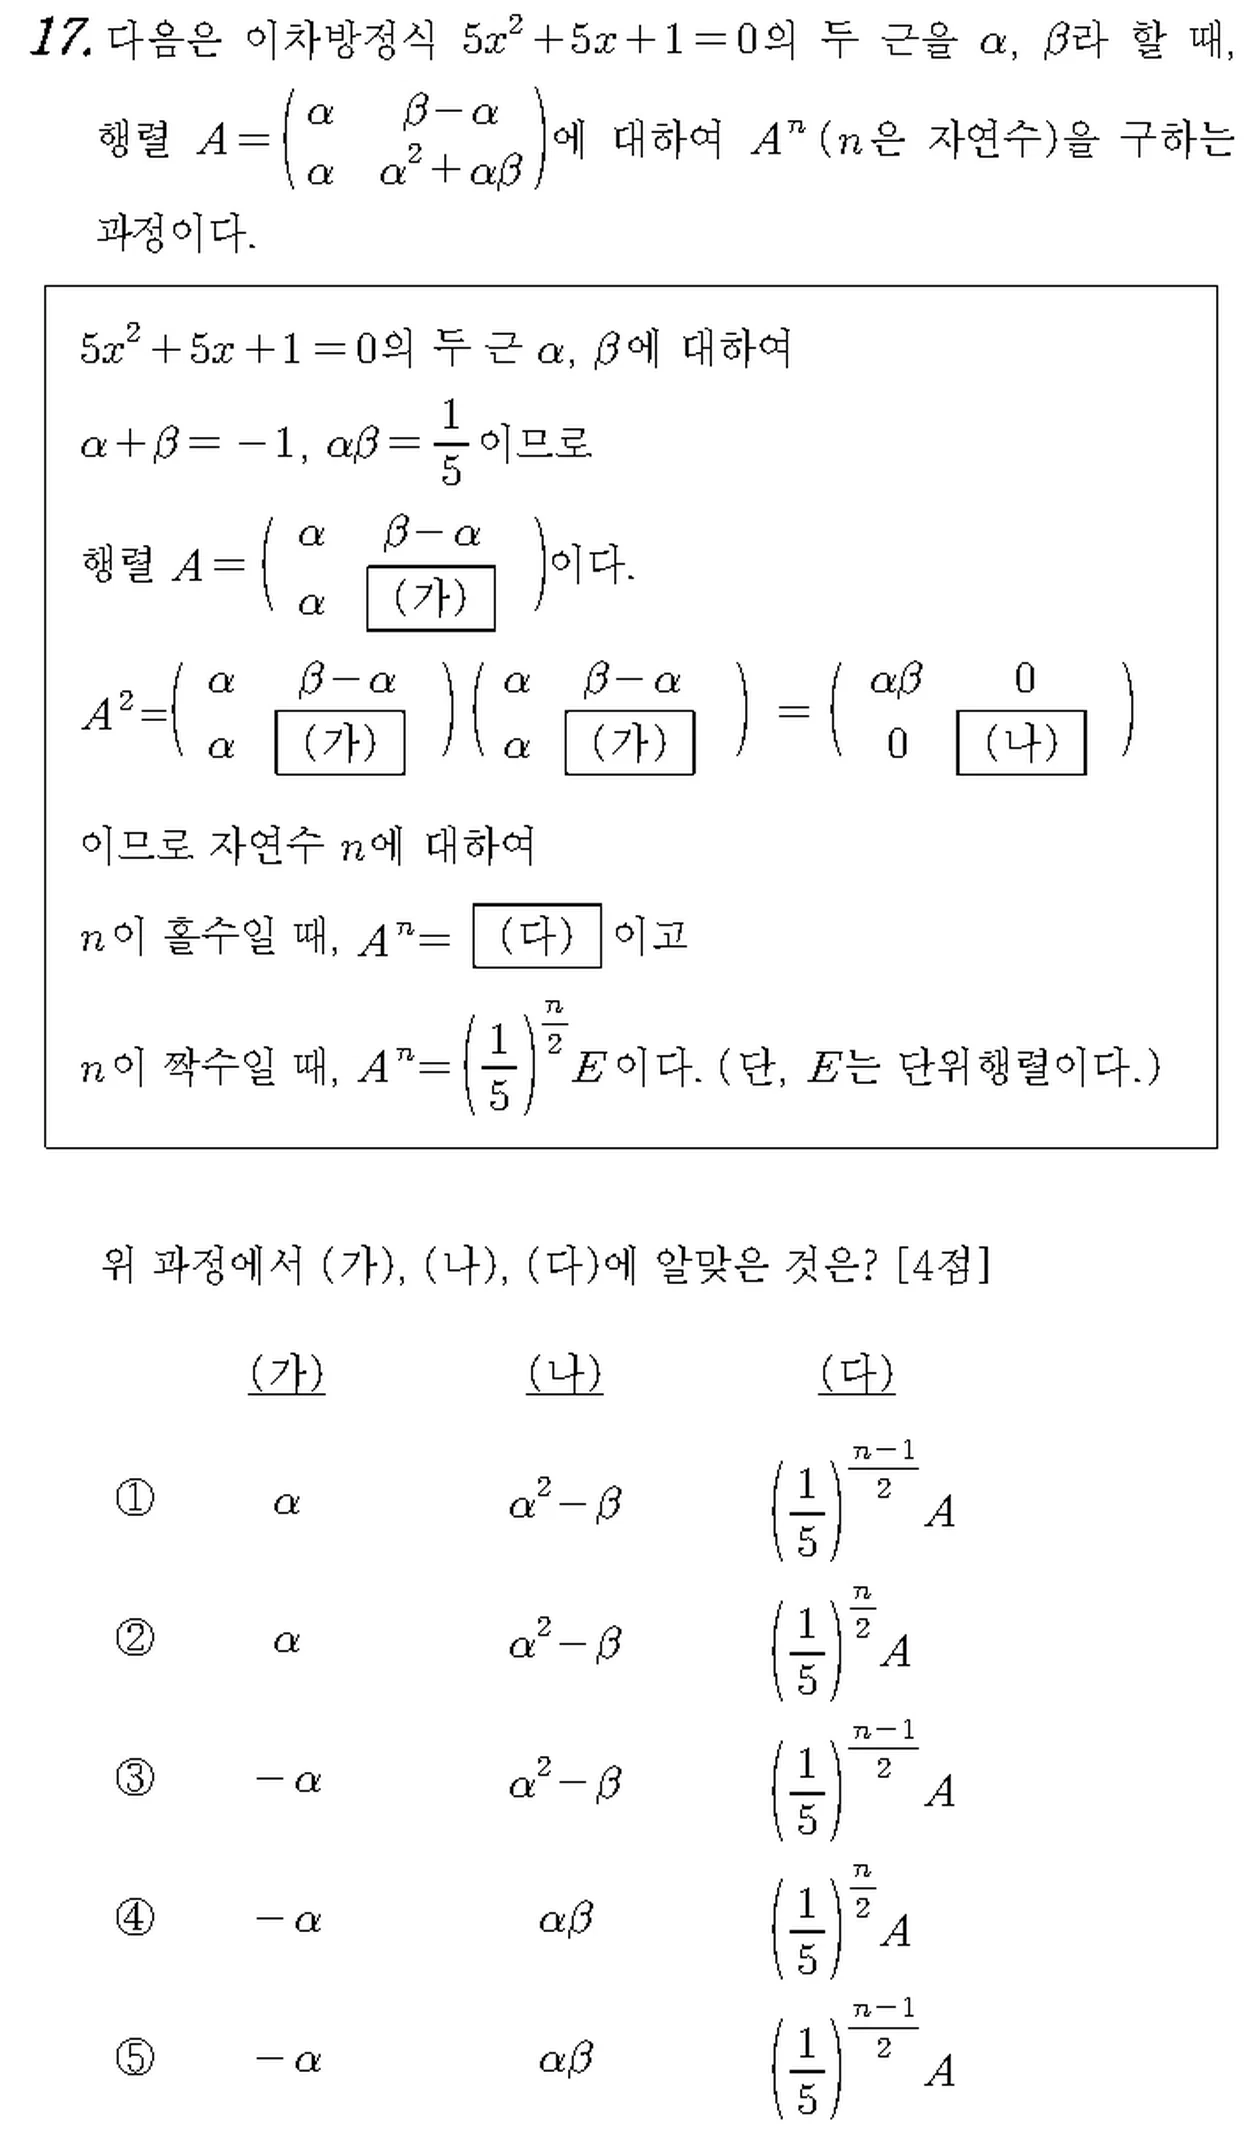 17. 다음은 이차방정식 5x²+5x+1=0의 두 근을 α, β라 할 때,
행렬 A=(α β−α; α α²+αβ)에 대하여 Aⁿ (n은 자연수)을 구하는
과정이다.
5x²+5x+1=0의 두 근 α, β에 대하여
α+β=−1, αβ=1/5 이므로
행렬 A=(α β−α; α (가))이다.
A²=(α β−α; α (가))(α β−α; α (가))=(αβ 0; 0 (나))
이므로 자연수 n에 대하여
n이 홀수일 때, Aⁿ= (다) 이고
n이 짝수일 때, Aⁿ=(1/5)^(n/2) E이다. (단, E는 단위행렬이다.)
위 과정에서 (가), (나), (다)에 알맞은 것은? [4점]
(가) (나) (다)
① α α²−β (1/5)^((n−1)/2) A
② α α²−β (1/5)^(n/2) A
③ −α α²−β (1/5)^((n−1)/2) A
④ −α αβ (1/5)^(n/2) A
⑤ −α αβ (1/5)^((n−1)/2) A